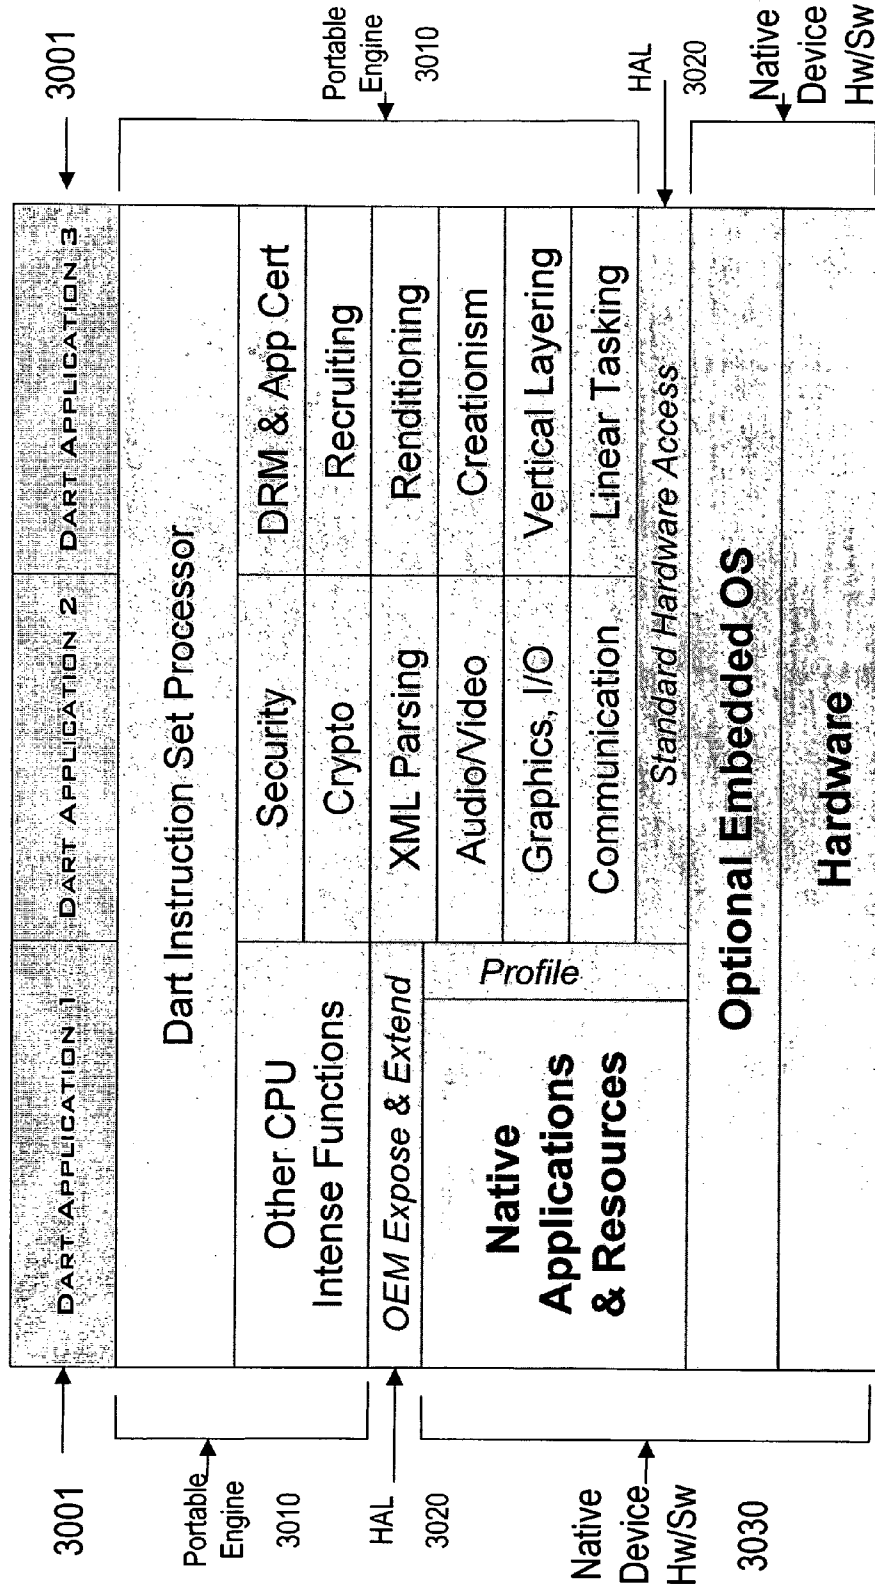 3001
3001
DART APPLICATION 1
DART APPLICATION 2
DART APPLICATION 3
Portable
Engine
3010
Portable
Engine
3010
Dart Instruction Set Processor
Other CPU
Intense Functions
Security
DRM & App Cert
Crypto
Recruiting
HAL
3020
OEM Expose & Extend
XML Parsing
Renditioning
Audio/Video
Creationism
Graphics, I/O
Vertical Layering
Communication
Linear Tasking
Native
Applications
& Resources
Profile
Standard Hardware Access
HAL
3020
Native
Device
Hw/Sw
3030
Optional Embedded OS
Hardware
Native
Device
Hw/Sw